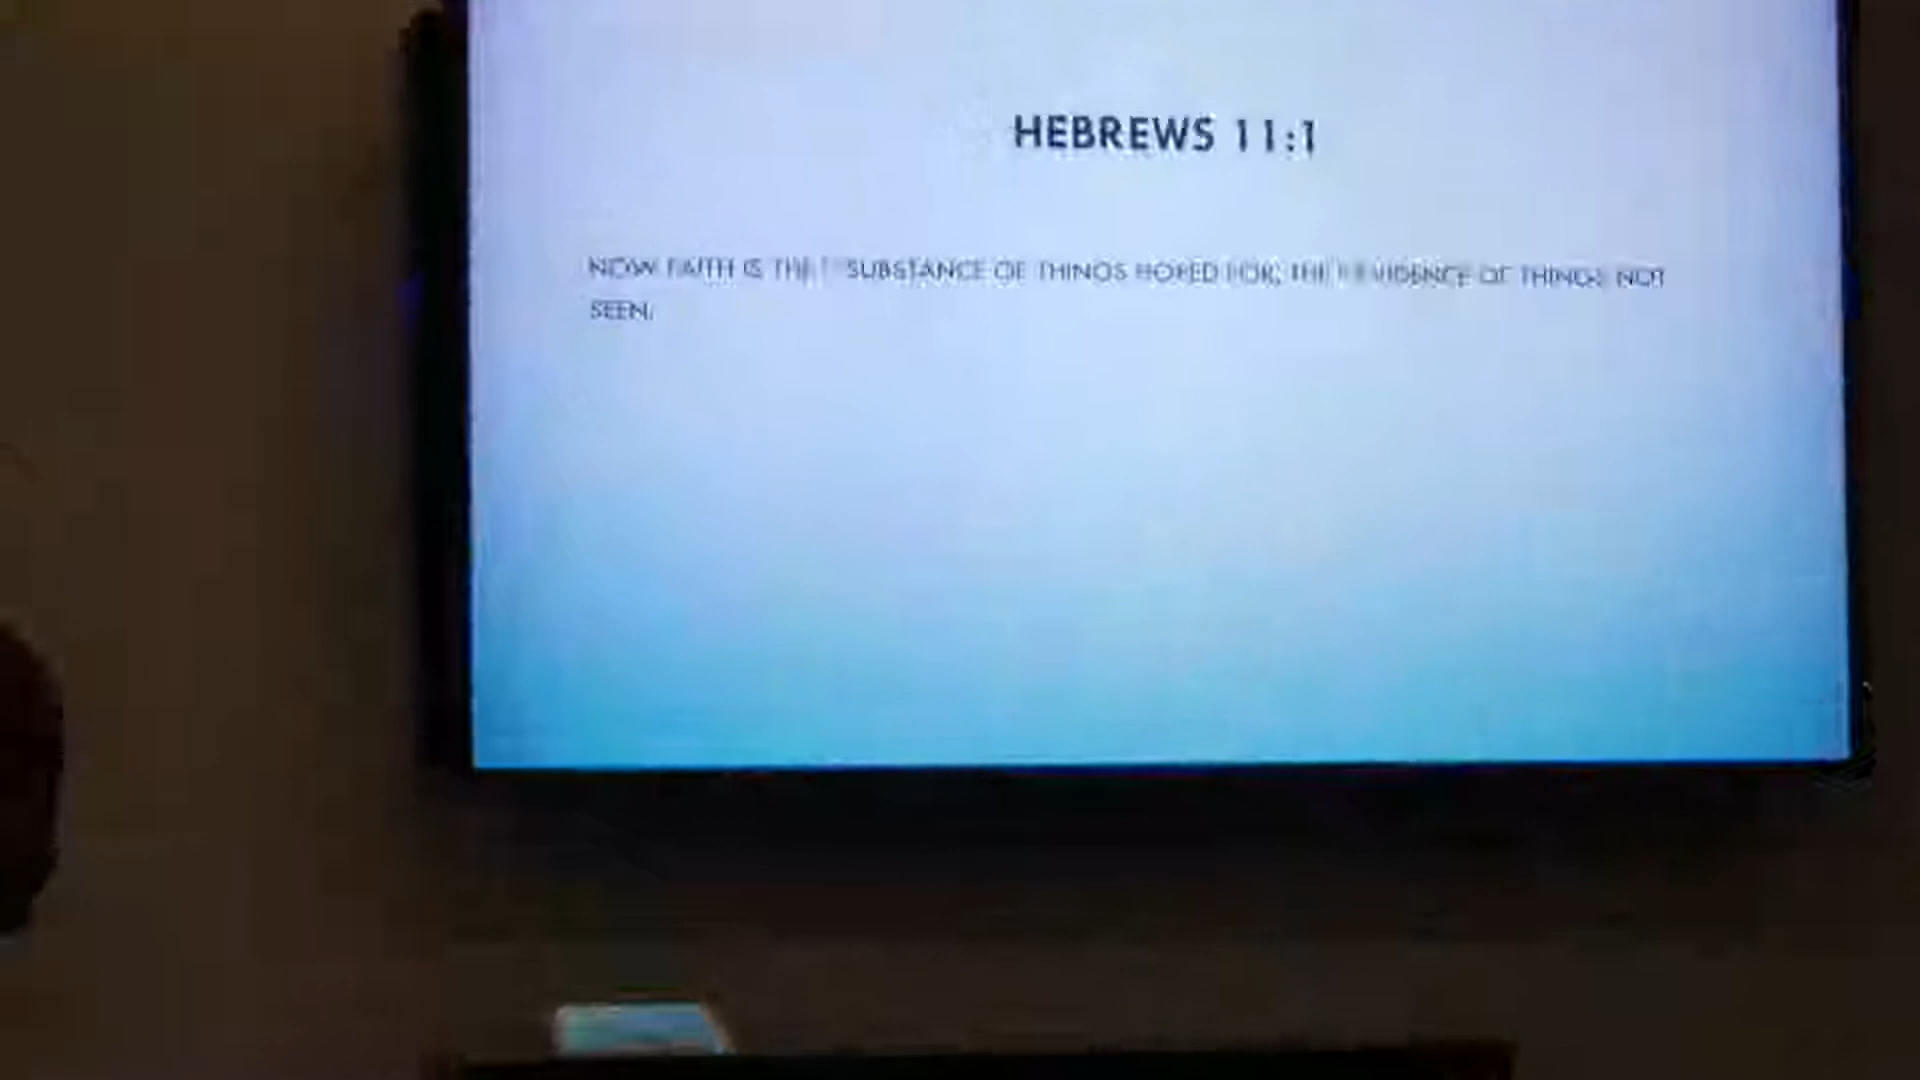 HEBREWS 11:1
NOW FAITH IS THE SUBSTANCE OF THINGS HOPED FOR, THE EVIDENCE OF THINGS NOT
SEEN.